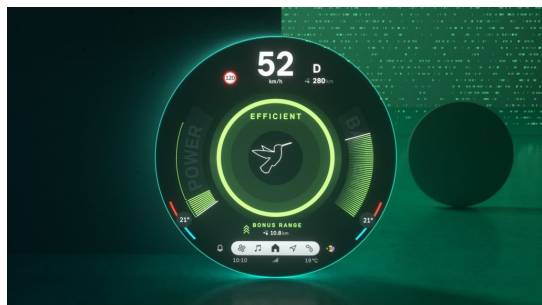 52
km/h
120
D
280km
EFFICIENT
POWER
B
21°
21°
BONUS RANGE
10.8km
10:10
19°C